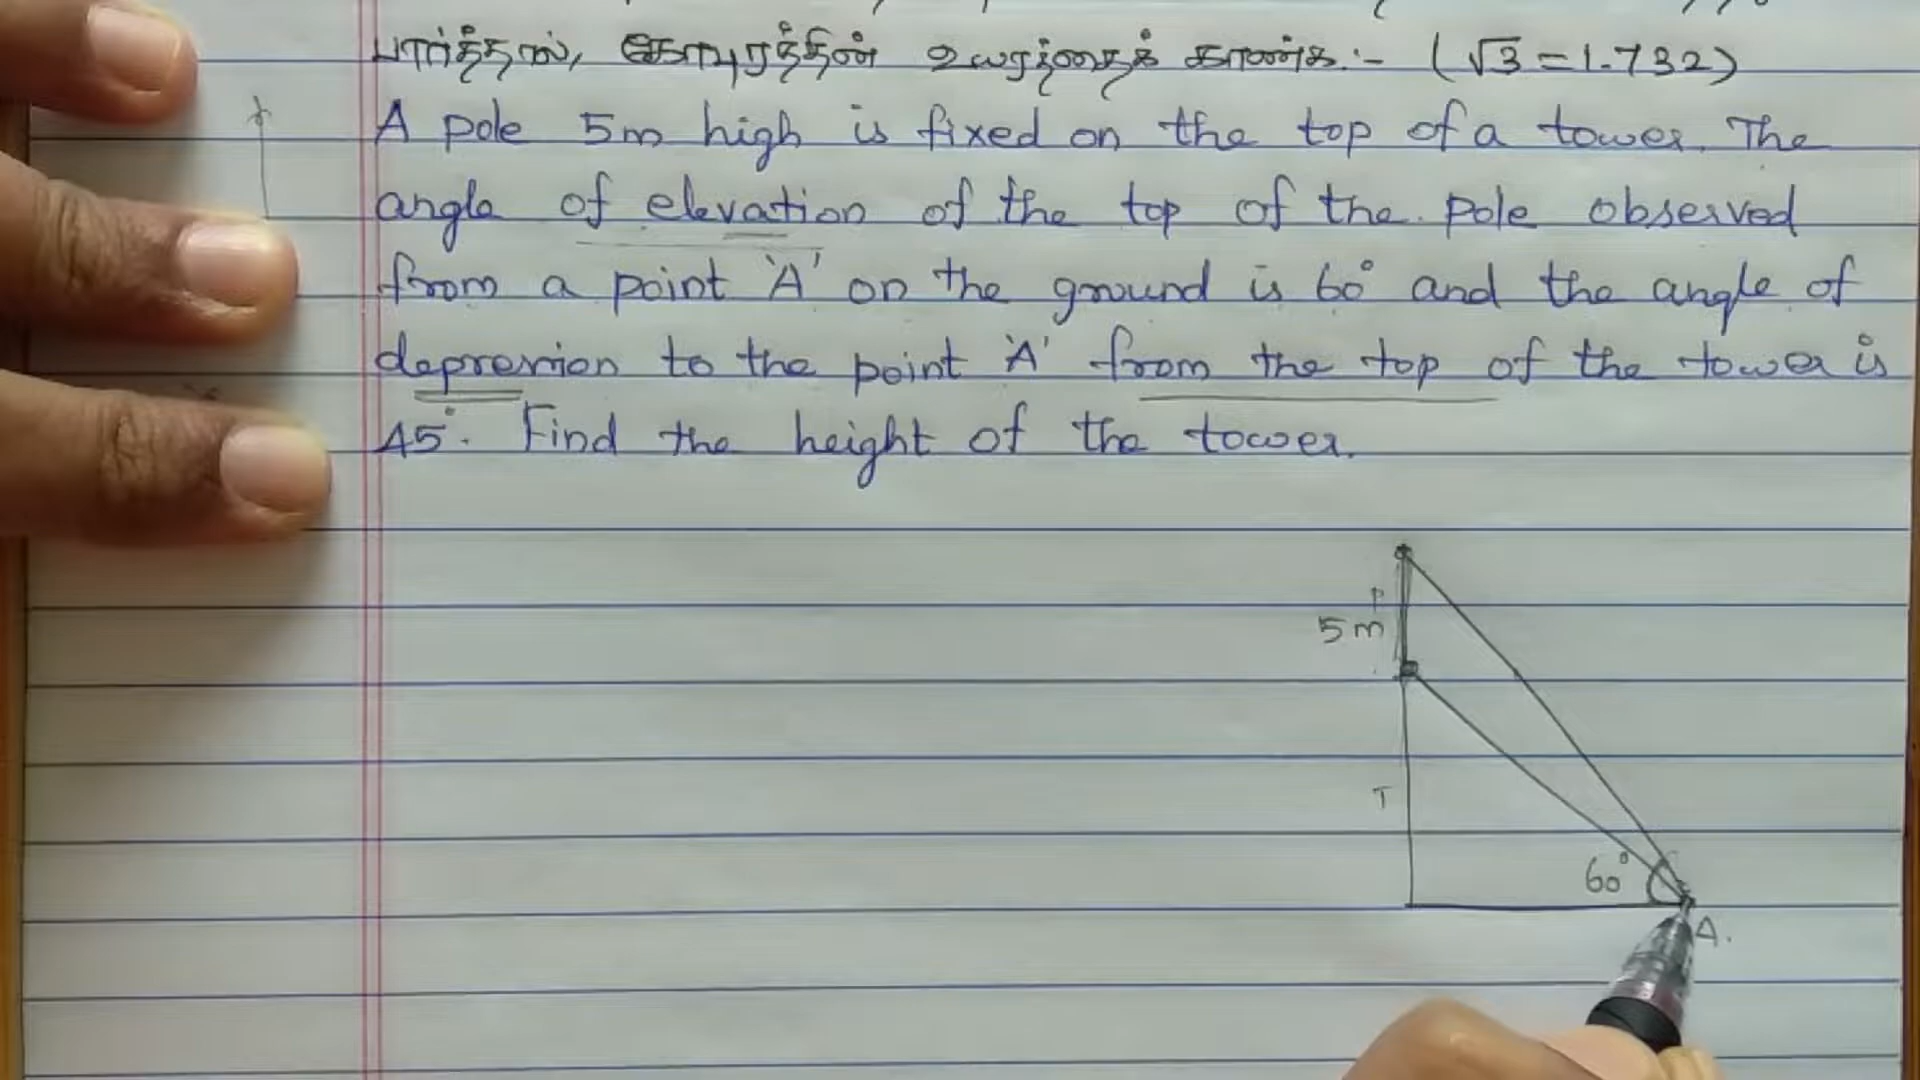 பார்த்தால், கோபுரத்தின் உயரத்தைக் காண்க:- (√3 = 1.732)
A pole 5m high is fixed on the top of a tower. The
angle of elevation of the top of the pole observed
from a point 'A' on the ground is 60° and the angle of
depression to the point 'A' from the top of the tower is
45°. Find the height of the tower.
P
5m
T
60°
A.